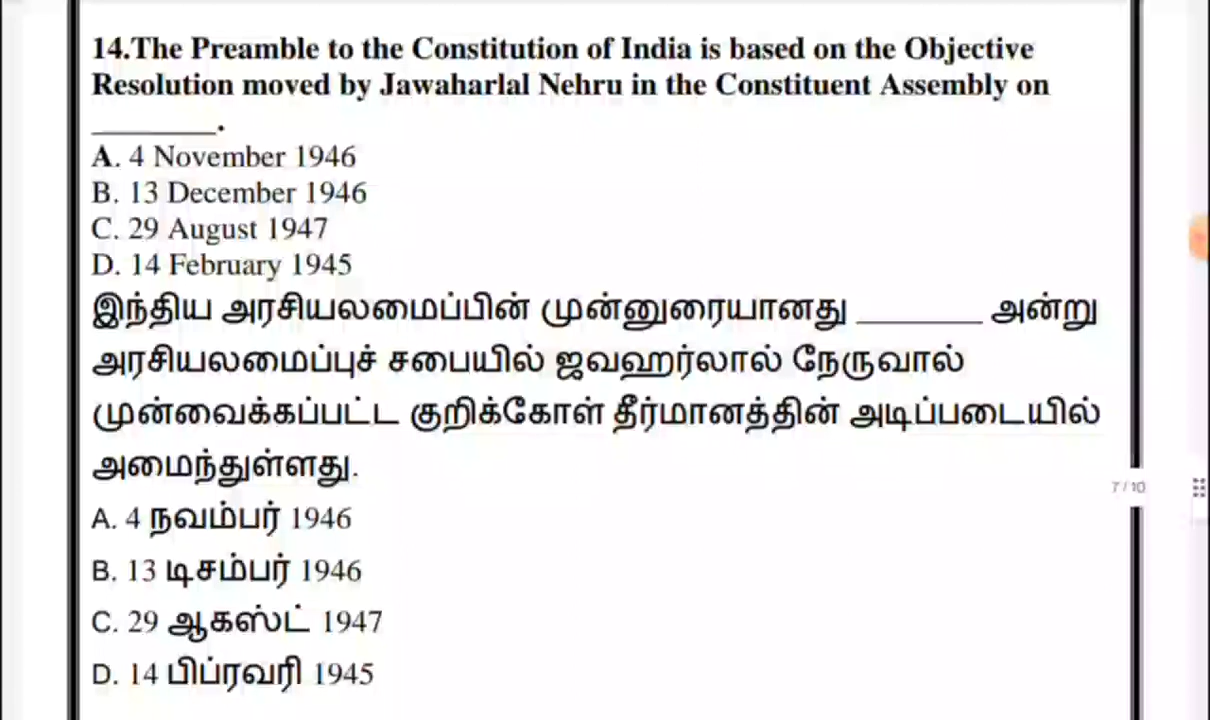 14.The Preamble to the Constitution of India is based on the Objective
Resolution moved by Jawaharlal Nehru in the Constituent Assembly on
________.
A. 4 November 1946
B. 13 December 1946
C. 29 August 1947
D. 14 February 1945
இந்திய அரசியலமைப்பின் முன்னுரையானது ________ அன்று
அரசியலமைப்புச் சபையில் ஜவஹர்லால் நேருவால்
முன்வைக்கப்பட்ட குறிக்கோள் தீர்மானத்தின் அடிப்படையில்
அமைந்துள்ளது.
7/10
A. 4 நவம்பர் 1946
B. 13 டிசம்பர் 1946
C. 29 ஆகஸ்ட் 1947
D. 14 பிப்ரவரி 1945